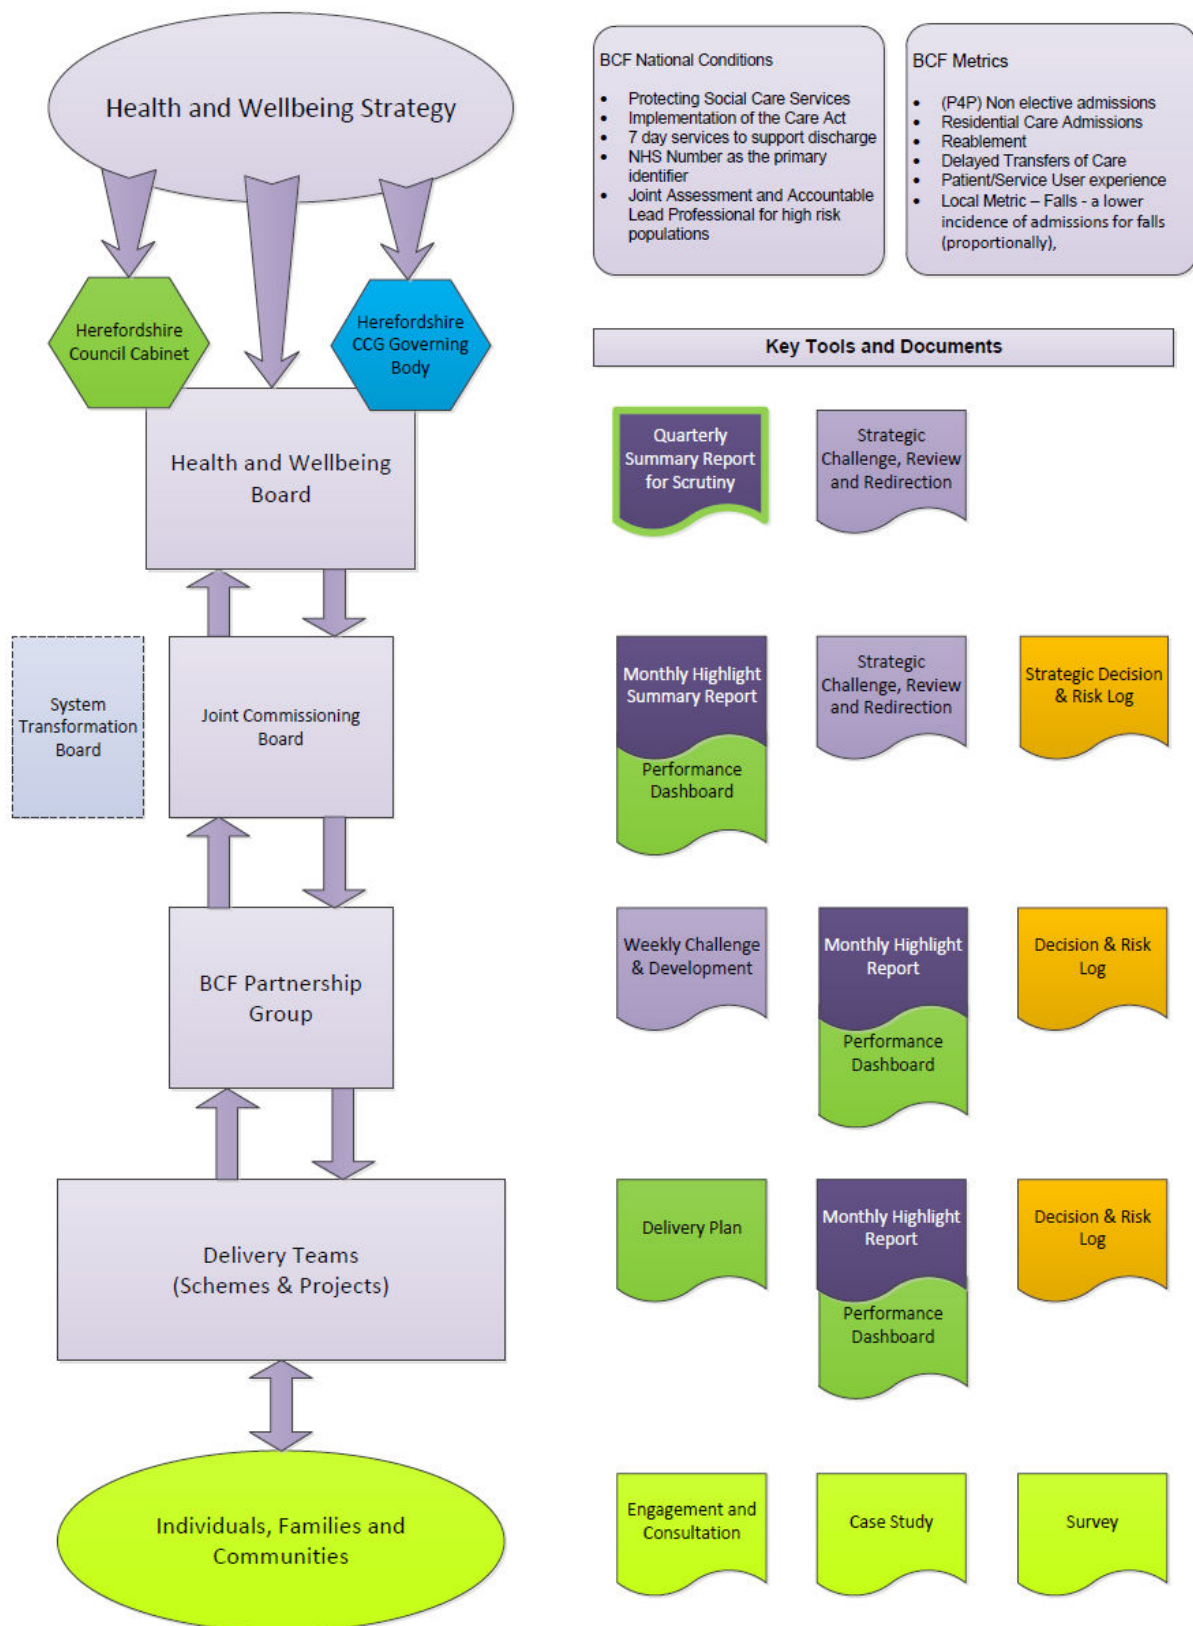 Health and Wellbeing Strategy
Herefordshire
Council Cabinet
Herefordshire
CCG Governing
Body
Health and Wellbeing
Board
System
Transformation
Board
Joint Commissioning
Board
BCF Partnership
Group
Delivery Teams
(Schemes & Projects)
Individuals, Families and
Communities
BCF National Conditions
• Protecting Social Care Services
• Implementation of the Care Act
• 7 day services to support discharge
• NHS Number as the primary
identifier
• Joint Assessment and Accountable
Lead Professional for high risk
populations
BCF Metrics
• (P4P) Non elective admissions
• Residential Care Admissions
• Reablement
• Delayed Transfers of Care
• Patient/Service User experience
• Local Metric – Falls - a lower
incidence of admissions for falls
(proportionally),
Key Tools and Documents
Quarterly
Summary Report
for Scrutiny
Strategic
Challenge, Review
and Redirection
Monthly Highlight
Summary Report
Performance
Dashboard
Strategic
Challenge, Review
and Redirection
Strategic Decision
& Risk Log
Weekly Challenge
& Development
Monthly Highlight
Report
Performance
Dashboard
Decision & Risk
Log
Delivery Plan
Monthly Highlight
Report
Performance
Dashboard
Decision & Risk
Log
Engagement and
Consultation
Case Study
Survey